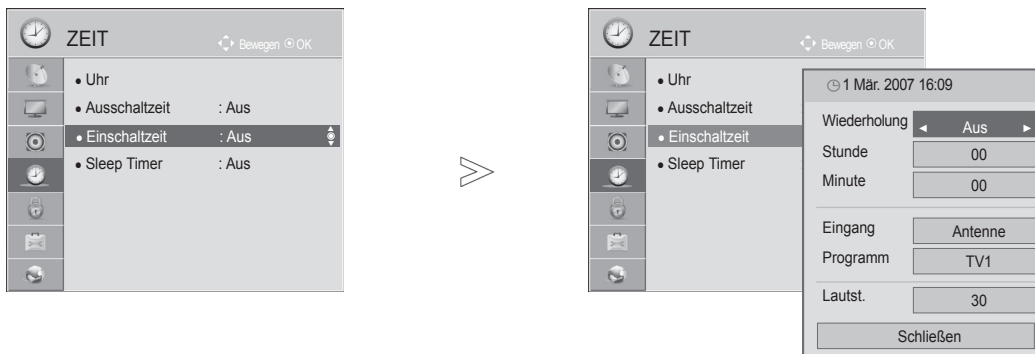 ZEIT
Bewegen OK
• Uhr
• Ausschaltzeit : Aus
• Einschaltzeit : Aus
• Sleep Timer : Aus
ZEIT
Bewegen OK
• Uhr
• Ausschaltzeit
• Einschaltzeit
• Sleep Timer
1 Mär. 2007 16:09
Wiederholung ◄ Aus ►
Stunde 00
Minute 00
Eingang Antenne
Programm TV1
Lautst. 30
Schließen